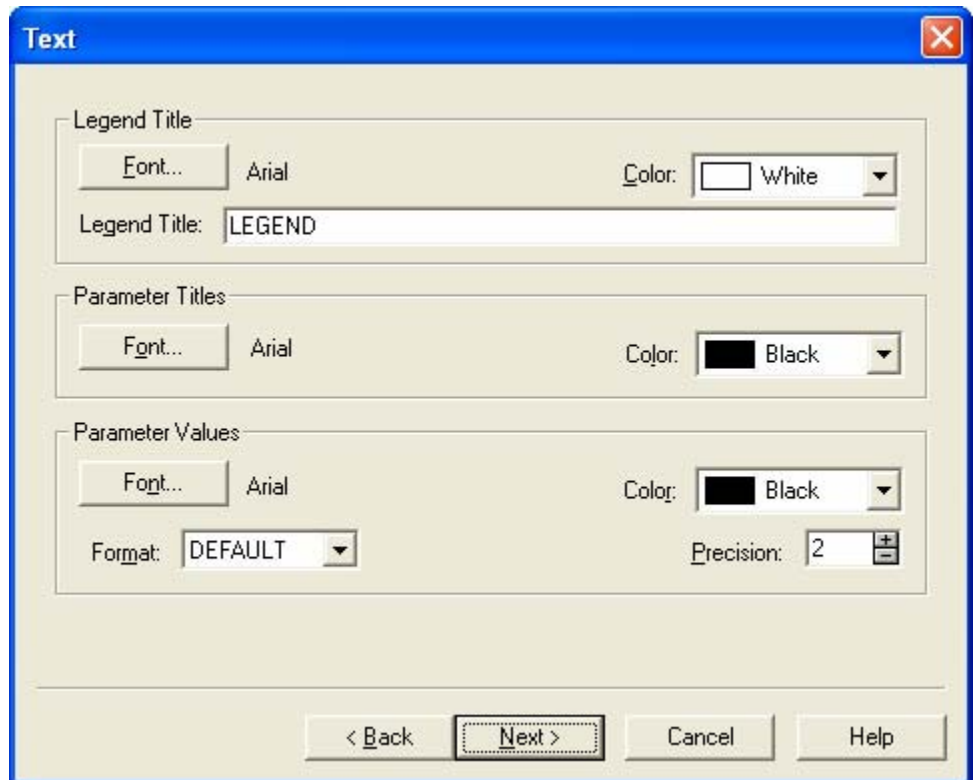 Text
Legend Title
Font... Arial Color: White
Legend Title: LEGEND
Parameter Titles
Font... Arial Color: Black
Parameter Values
Font... Arial Color: Black
Format: DEFAULT Precision: 2
< Back Next > Cancel Help